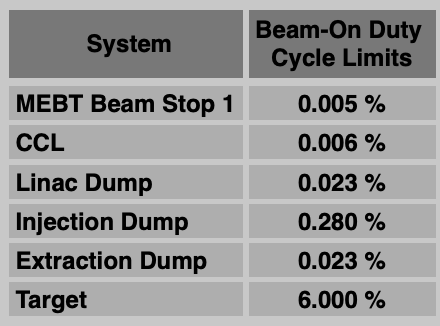 System
Beam-On Duty
Cycle Limits
MEBT Beam Stop 1 0.005 %
CCL 0.006 %
Linac Dump 0.023 %
Injection Dump 0.280 %
Extraction Dump 0.023 %
Target 6.000 %